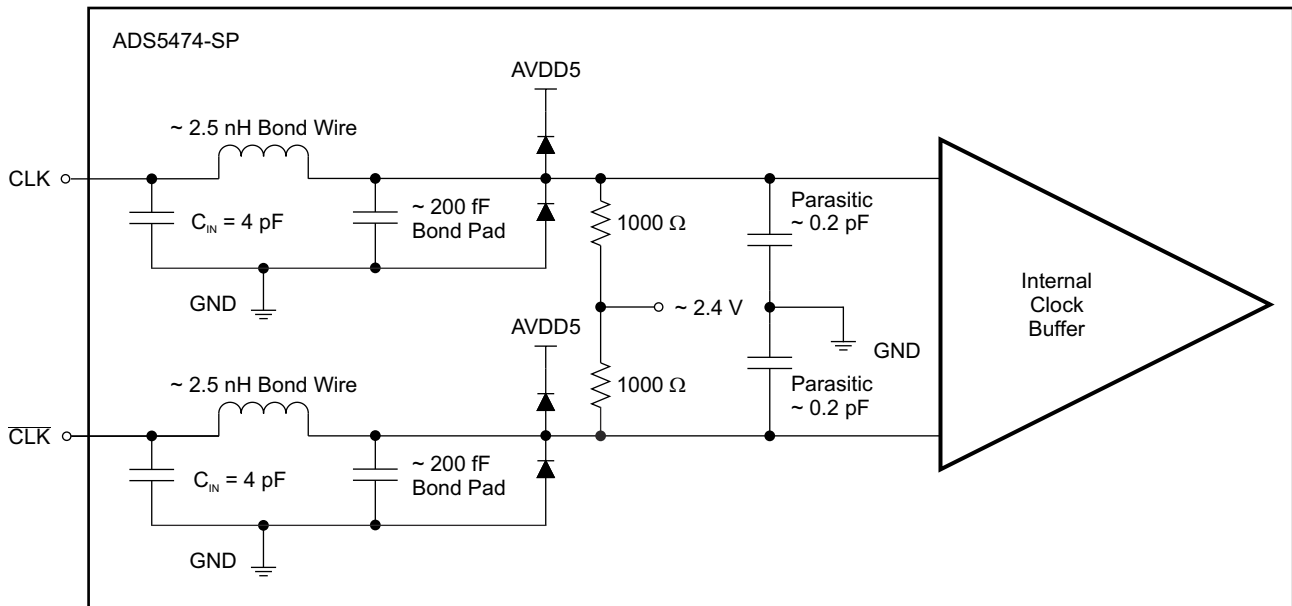 ADS5474-SP
AVDD5
~ 2.5 nH Bond Wire
CLK
C_IN = 4 pF
~ 200 fF
Bond Pad
1000 Ω
Parasitic
~ 0.2 pF
GND
~ 2.4 V
Internal
Clock
Buffer
AVDD5
GND
~ 2.5 nH Bond Wire
1000 Ω
Parasitic
~ 0.2 pF
C̅L̅K̅
C_IN = 4 pF
~ 200 fF
Bond Pad
GND